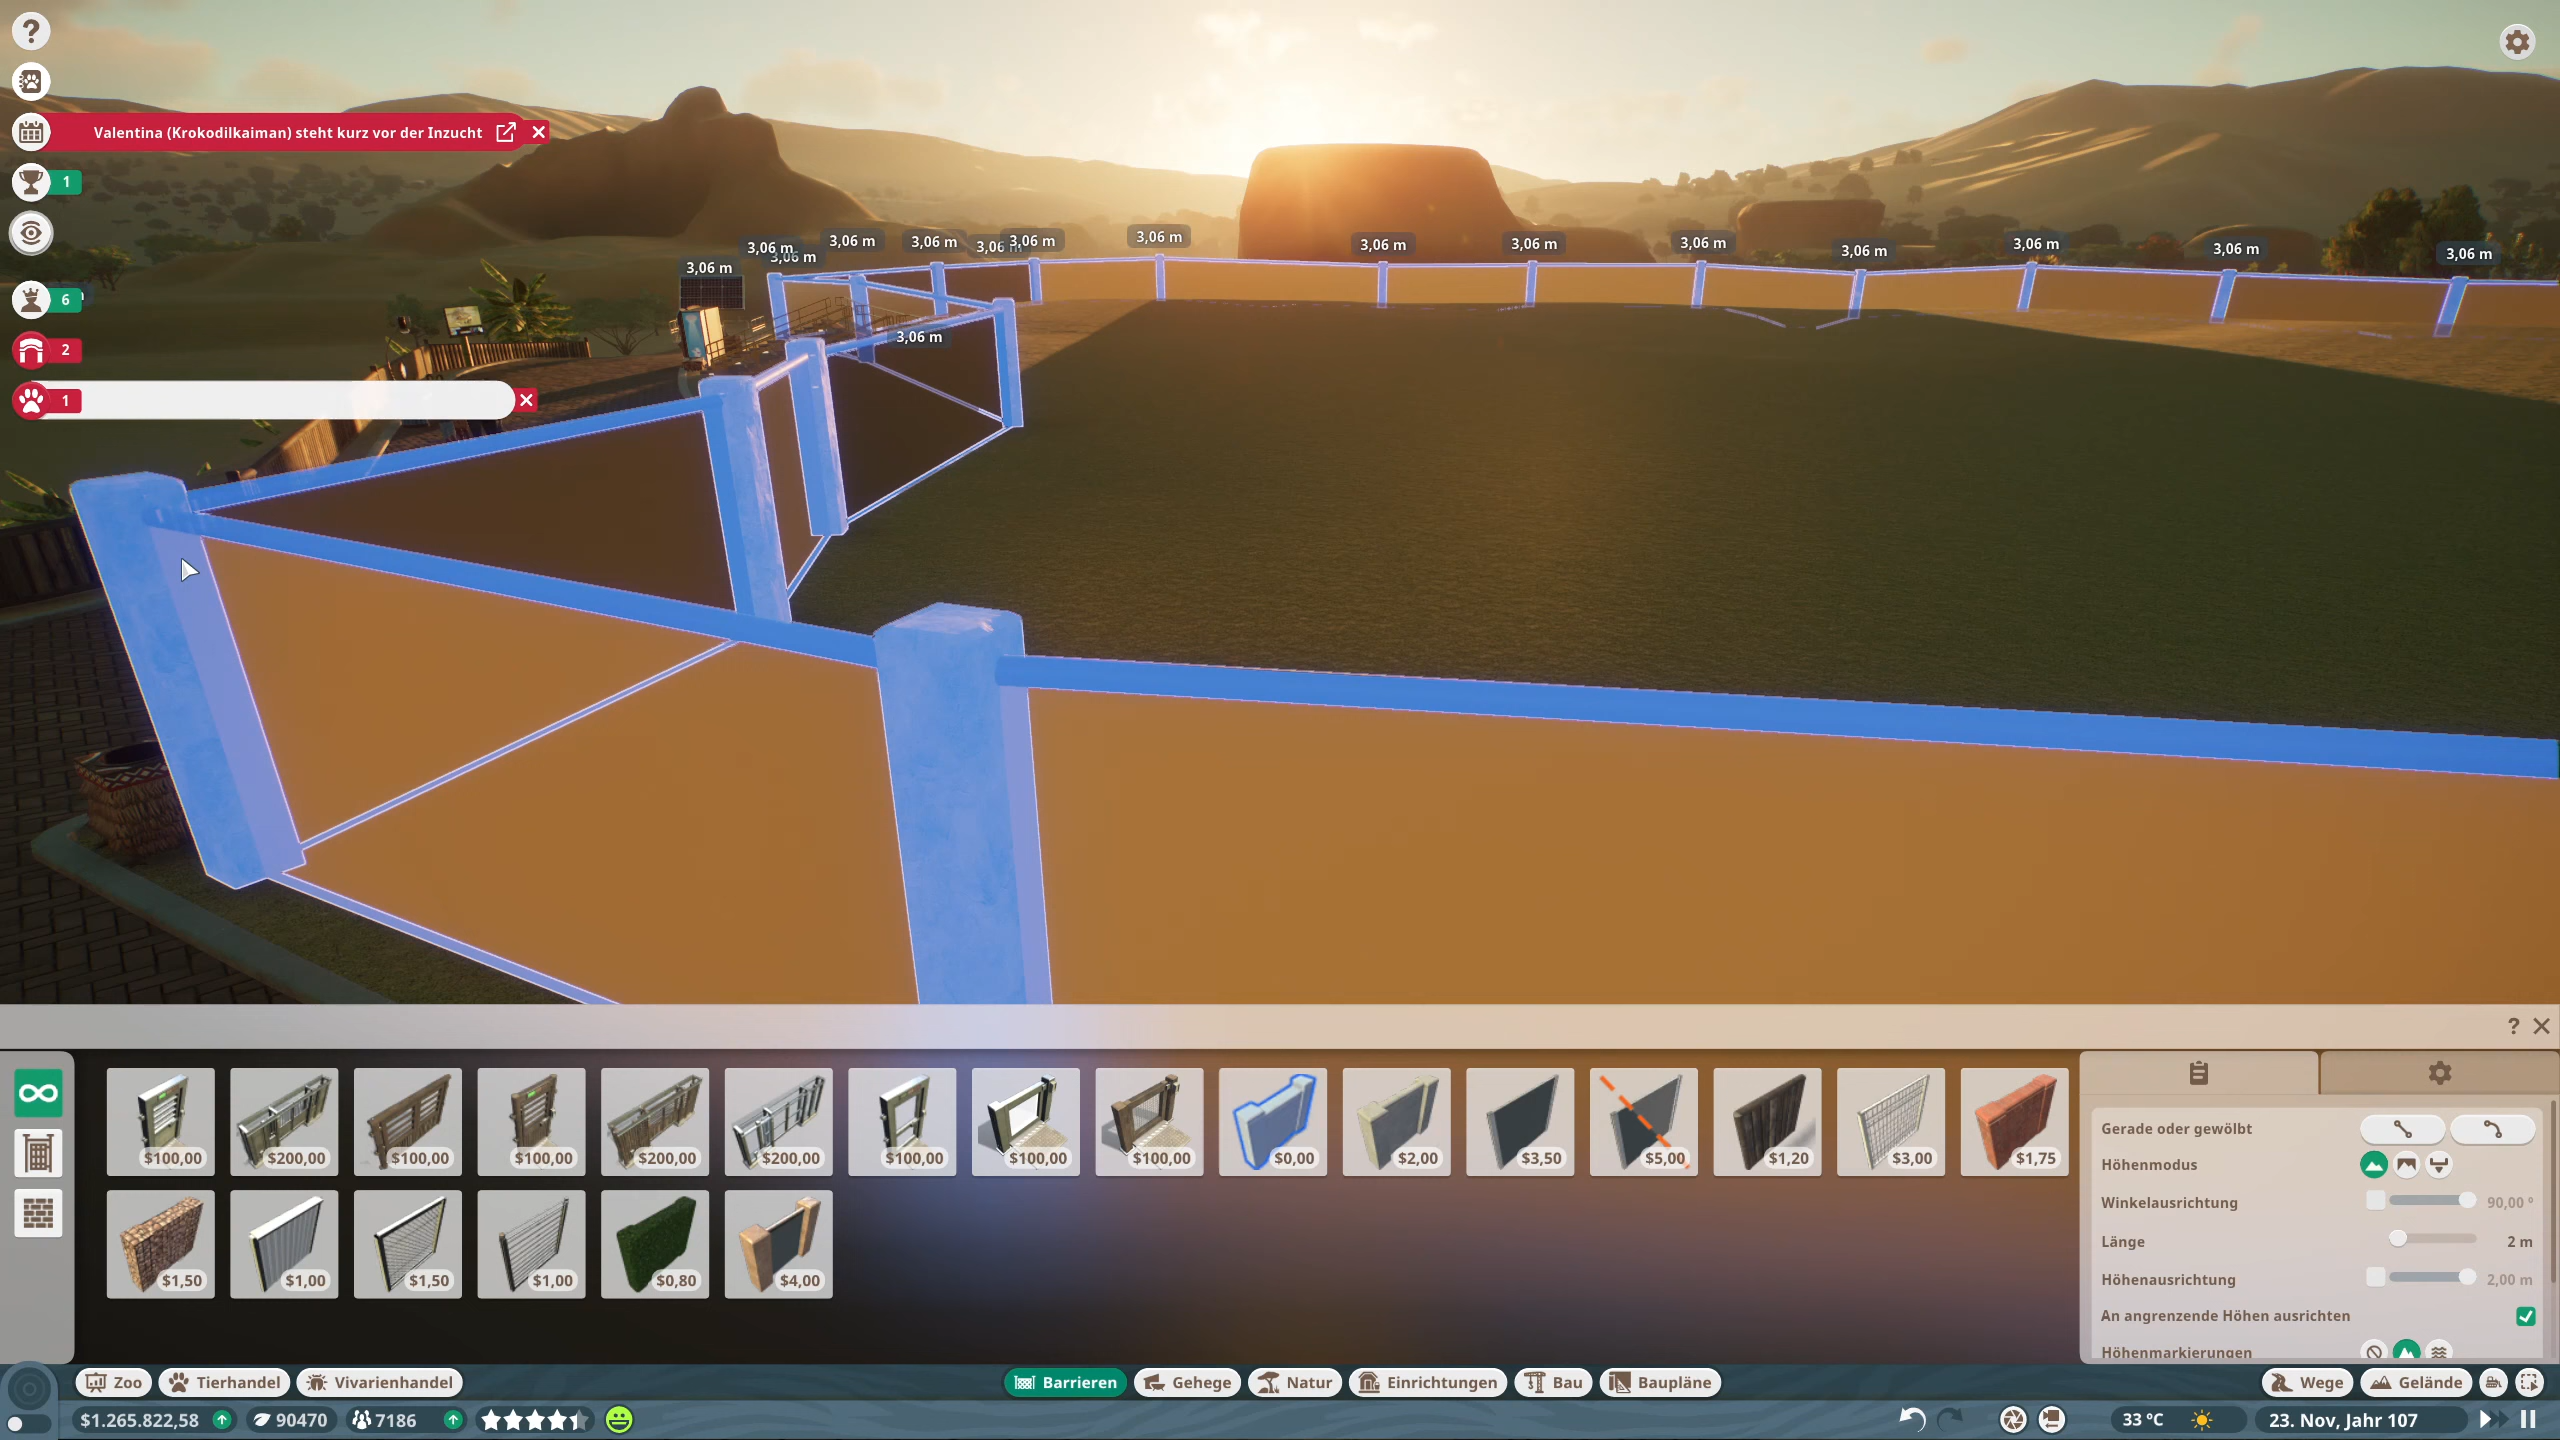 ?
Valentina (Krokodilkaiman) steht kurz vor der Inzucht
1
6
2
1
3,06 m
3,06 m
3,06 m
3,06 m
3,06 m
3,06
3,06 m
3,06 m
3,06 m
3,06 m
3,06 m
3,06 m
3,06 m
3,06 m
3,06 m
3,06 m
?
$100,00
$200,00
$100,00
$100,00
$200,00
$200,00
$100,00
$100,00
$100,00
$0,00
$2,00
$3,50
$5,00
$1,20
$3,00
$1,75
$1,50
$1,00
$1,50
$1,00
$0,80
$4,00
Gerade oder gewölbt
Höhenmodus
Winkelausrichtung 90,00 °
Länge 2 m
Höhenausrichtung 2,00 m
An angrenzende Höhen ausrichten
Höhenmarkierungen
Zoo Tierhandel Vivarienhandel
Barrieren Gehege Natur Einrichtungen Bau Baupläne
Wege Gelände
$1.265.822,58 90470 7186
33 °C 23. Nov, Jahr 107